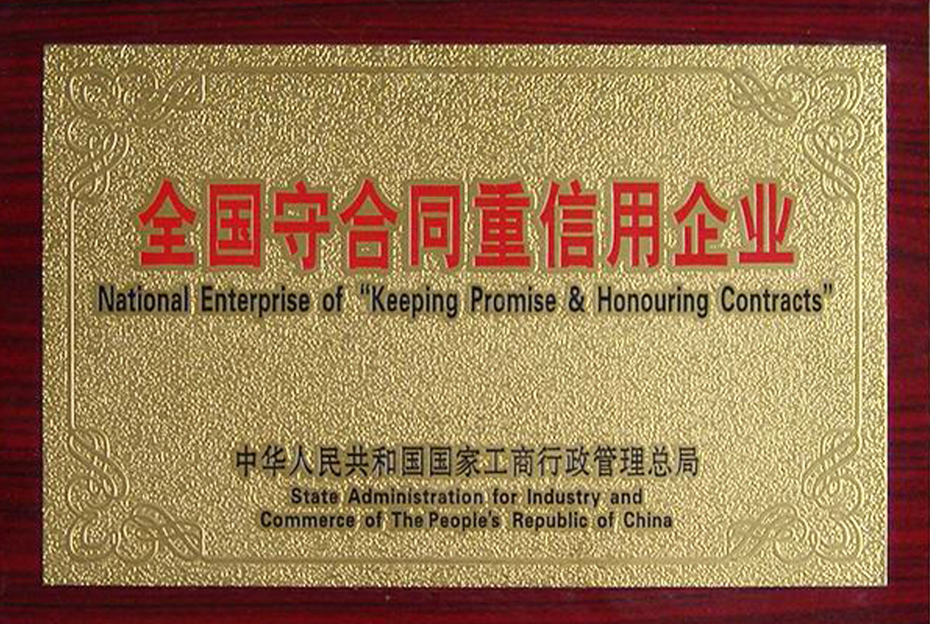 全国守合同重信用企业
National Enterprise of “Keeping Promise & Honouring Contracts”
中华人民共和国国家工商行政管理总局
State Administration for Industry and
Commerce of The People's Republic of China